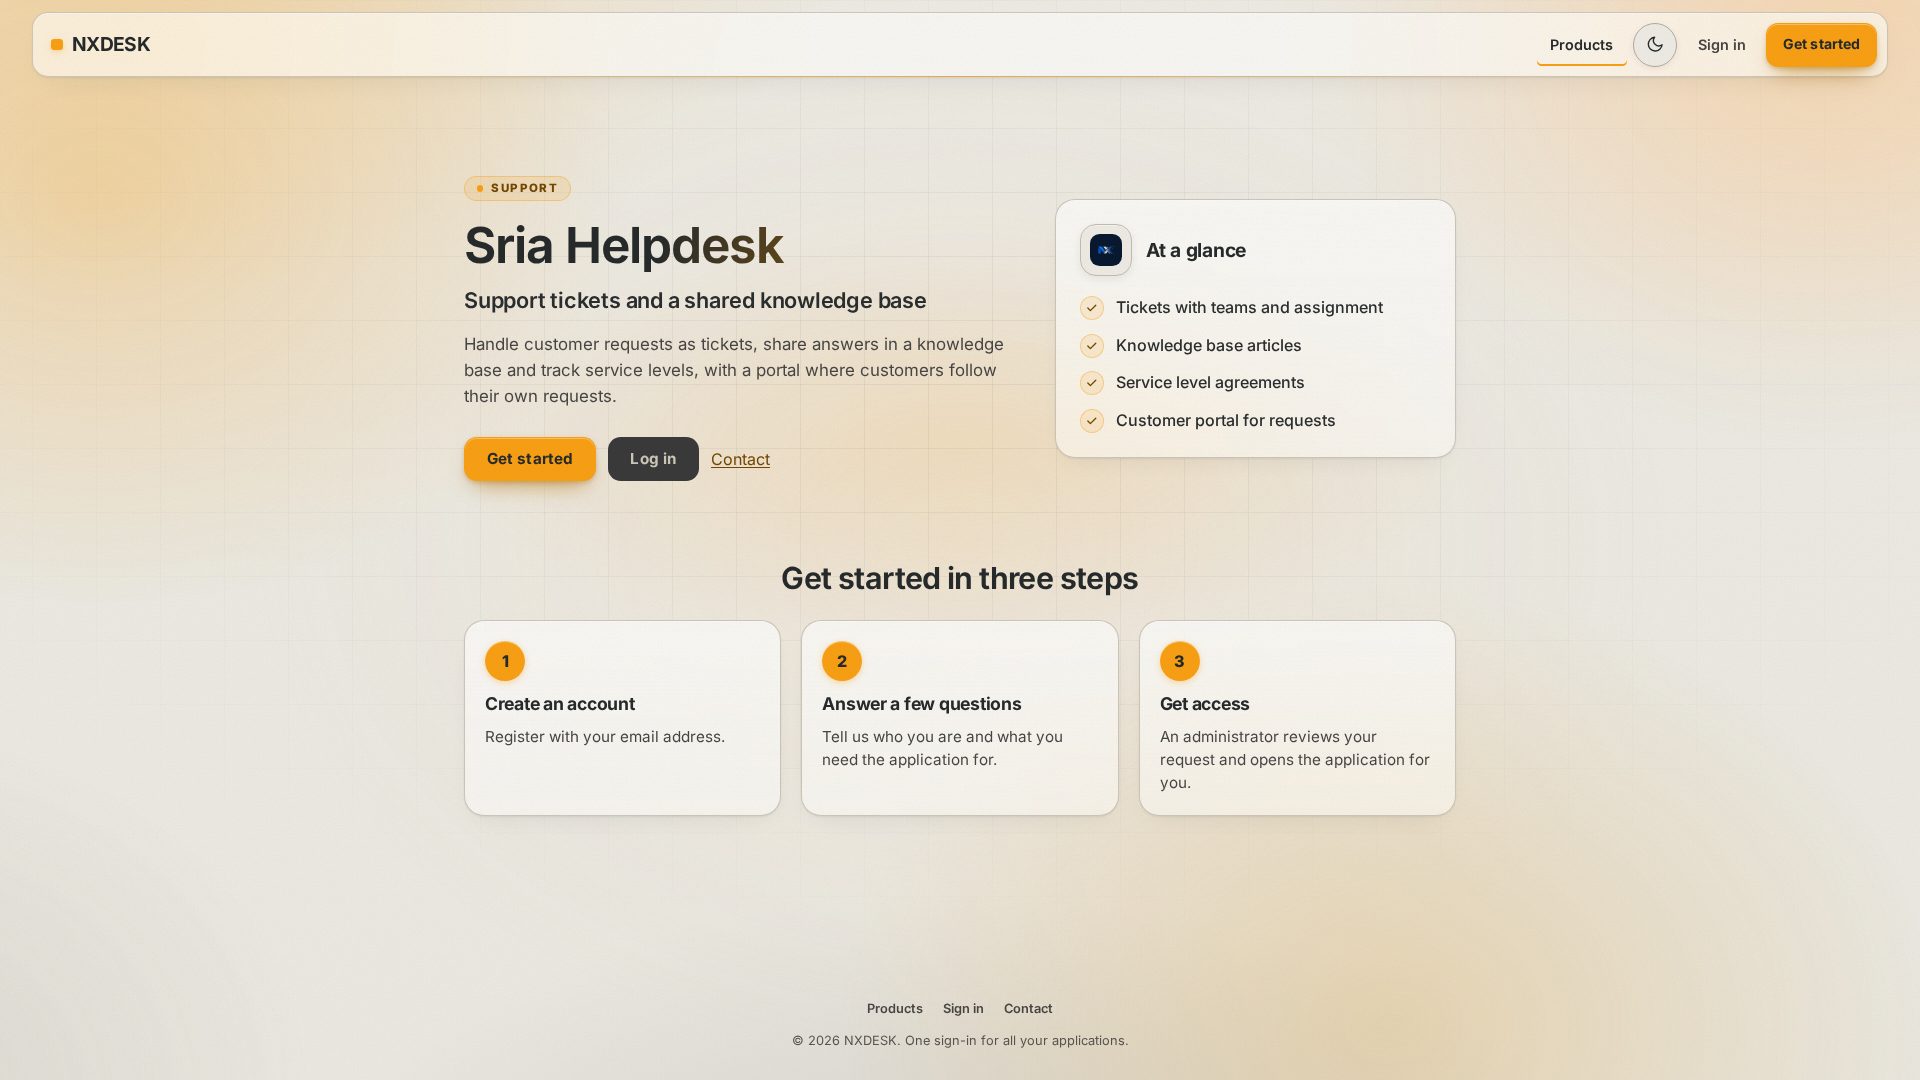 NXDESK
Products
Sign in
Get started
SUPPORT
Sria Helpdesk
Support tickets and a shared knowledge base
Handle customer requests as tickets, share answers in a knowledge
base and track service levels, with a portal where customers follow
their own requests.
Get started
Log in
Contact
NX
At a glance
Tickets with teams and assignment
Knowledge base articles
Service level agreements
Customer portal for requests
Get started in three steps
1
Create an account
Register with your email address.
2
Answer a few questions
Tell us who you are and what you
need the application for.
3
Get access
An administrator reviews your
request and opens the application for
you.
Products
Sign in
Contact
© 2026 NXDESK. One sign-in for all your applications.